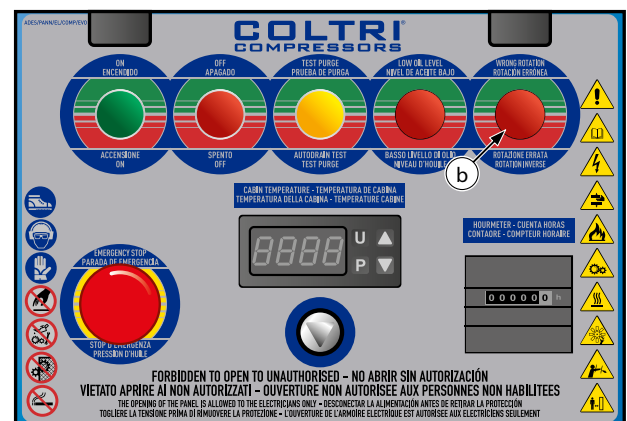 ADES/PANN/EL/COMP/EVO
COLTRI®
COMPRESSORS
ON
ENCENDIDO
OFF
APAGADO
TEST PURGE
PRUEBA DE PURGA
LOW OIL LEVEL
NIVEL DE ACEITE BAJO
WRONG ROTATION
ROTACIÓN ERRÓNEA
ACCENSIONE
ON
SPENTO
OFF
AUTODRAIN TEST
TEST PURGE
BASSO LIVELLO DI OLIO
NIVEAU D'HOUILE
ROTAZIONE ERRATA
ROTATION INVERSE
b
CABIN TEMPERATURE - TEMPERATURA DE CABINA
TEMPERATURA DELLA CABINA - TEMPERATURE CABINE
8888
U
P
HOURMETER - CUENTA HORAS
CONTAORE - COMPTEUR HORAIRE
000000 h
EMERGENCY STOP
PARADA DE EMERGENCIA
STOP D'EMERGENZA
PRESSION D'HUILE
FORBIDDEN TO OPEN TO UNAUTHORISED – NO ABRIR SIN AUTORIZACIÓN
VIETATO APRIRE AI NON AUTORIZZATI – OUVERTURE NON AUTORISEE AUX PERSONNES NON HABILITEES
THE OPENING OF THE PANEL IS ALLOWED TO THE ELECTRICIANS ONLY – DESCONECTAR LA ALIMENTACIÓN ANTES DE RETIRAR LA PROTECCIÓN
TOGLIERE LA TENSIONE PRIMA DI RIMUOVERE LA PROTEZIONE – L'OUVERTURE DE L'ARMOIRE ELECTRIQUE EST AUTORISÉE AUX ELECTRICIENS SEULEMENT